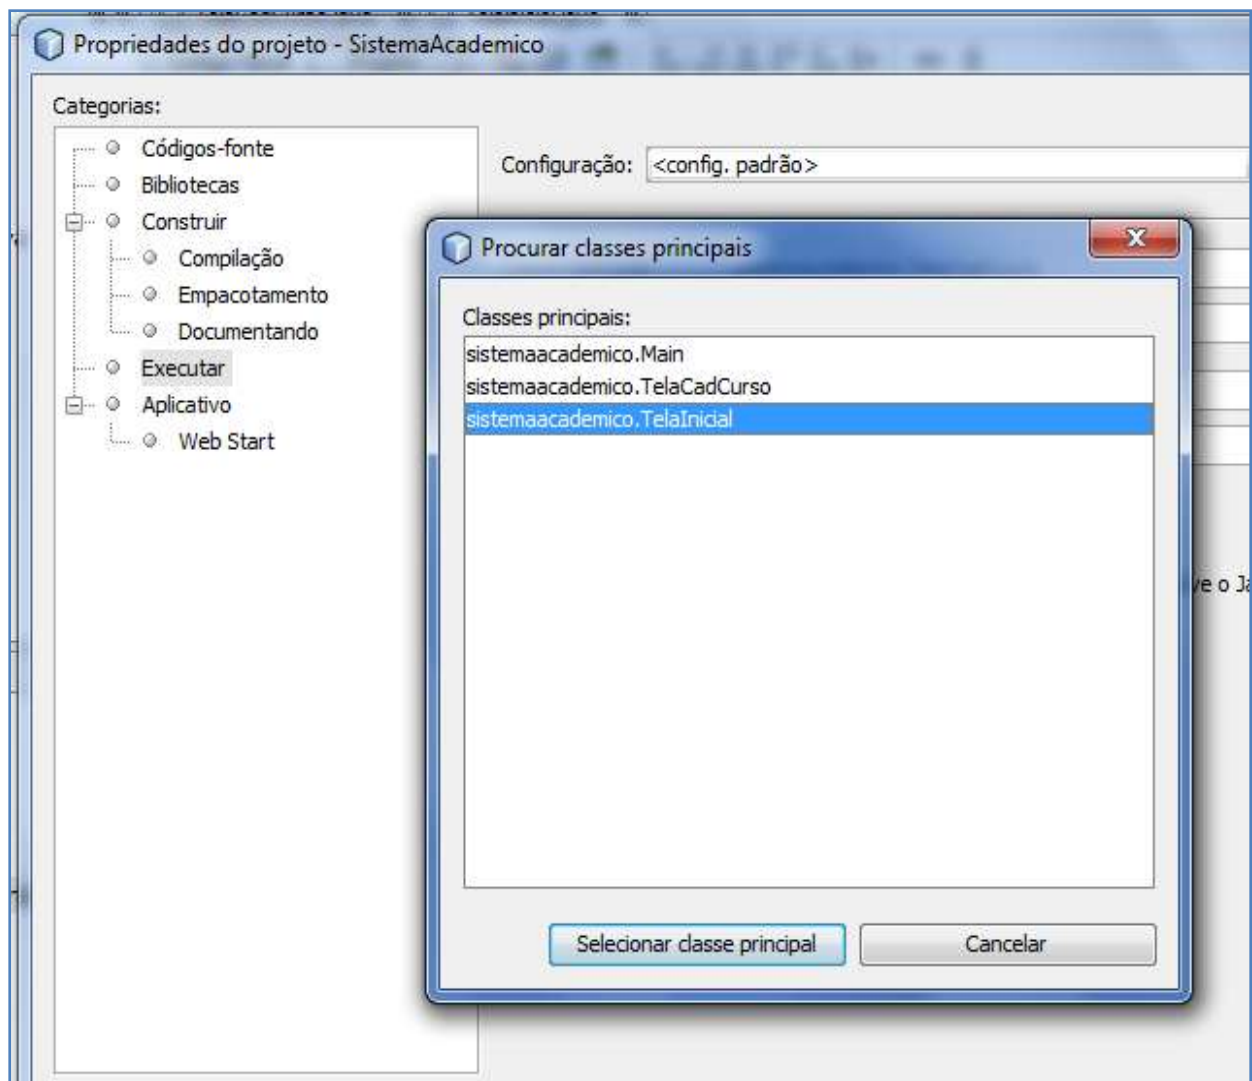 Propriedades do projeto - SistemaAcademico
Categorias:
Códigos-fonte
Bibliotecas
Construir
Compilação
Empacotamento
Documentando
Executar
Aplicativo
Web Start
Configuração: <config. padrão>
Procurar classes principais
Classes principais:
sistemaacademico.Main
sistemaacademico.TelaCadCurso
sistemaacademico.TelaInicial
Selecionar classe principal Cancelar